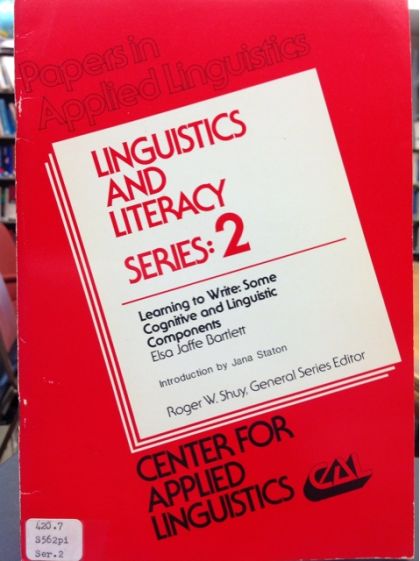 Papers in
Applied Linguistics
LINGUISTICS
AND
LITERACY
SERIES: 2
Learning to Write: Some
Cognitive and Linguistic
Components
Elsa Jaffe Bartlett
Introduction by Jana Staton
Roger W. Shuy, General Series Editor
CENTER FOR
APPLIED
LINGUISTICS
CAL
420.7
S562pi
Ser.2